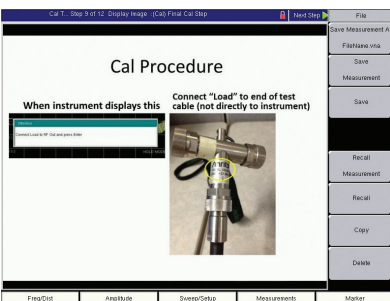 Cal T... Step 9 of 12 Display Image :(Cal) Final Cal Step
Next Step
File
Save Measurement A
FileName.vna
Save
Measurement
Save
Cal Procedure
When instrument displays this
Connect "Load" to end of test
cable (not directly to instrument)
Connect Load to RF Out and press Enter
Recall
Measurement
Recall
Copy
Delete
Freq/Dist
Amplitude
Sweep/Setup
Measurements
Marker